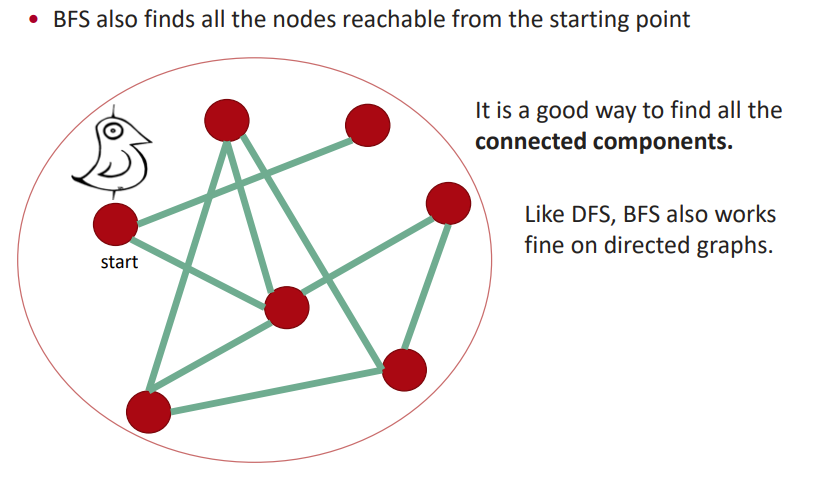 • BFS also finds all the nodes reachable from the starting point
It is a good way to find all the
connected components.
Like DFS, BFS also works
fine on directed graphs.
start